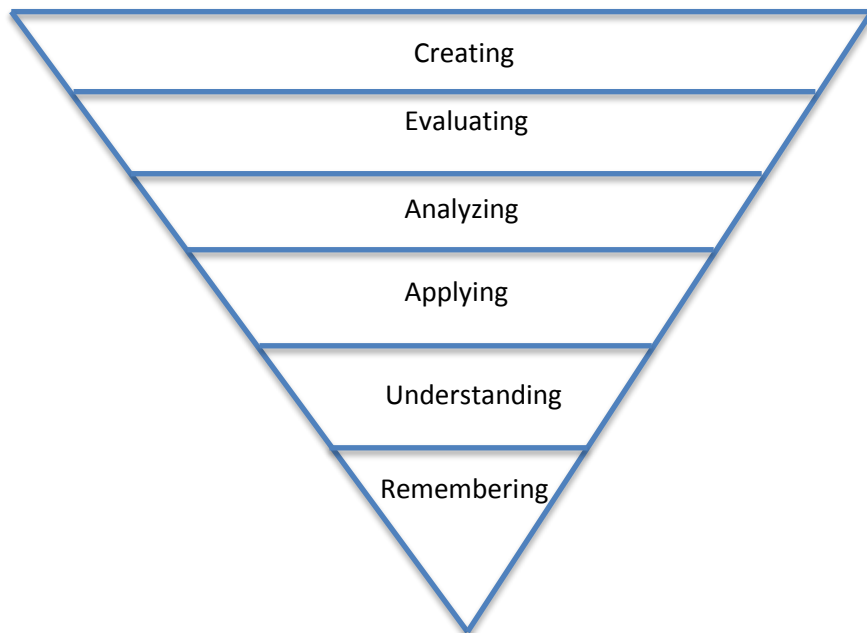 Creating
Evaluating
Analyzing
Applying
Understanding
Remembering